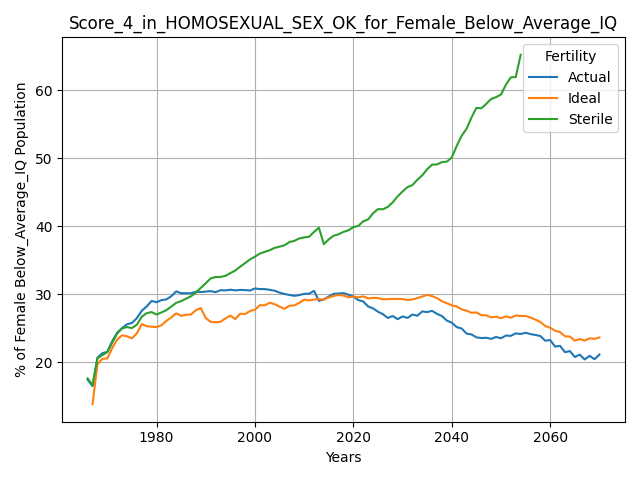 Score_4_in_HOMOSEXUAL_SEX_OK_for_Female_Below_Average_IQ
Fertility
Actual
Ideal
Sterile
% of Female Below_Average_IQ Population
60
50
40
30
20
1980
2000
2020
2040
2060
Years